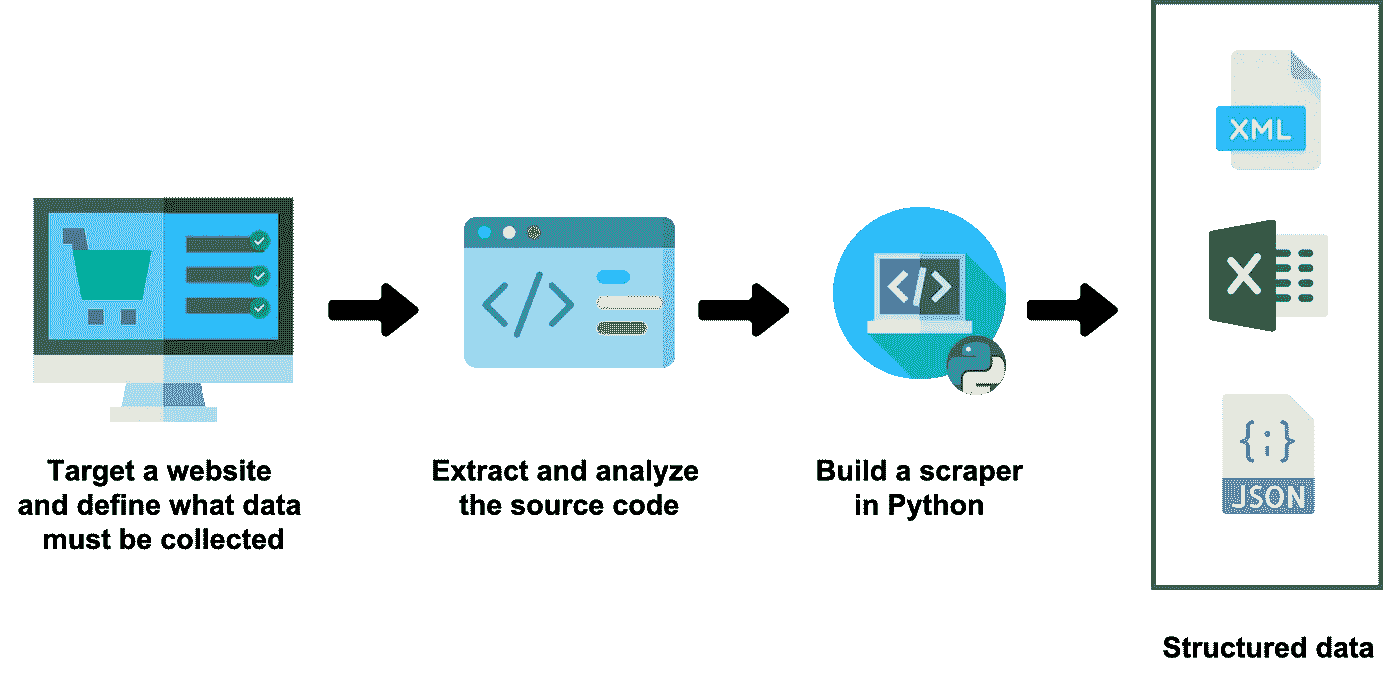 Target a website
and define what data
must be collected
Extract and analyze
the source code
Build a scraper
in Python
XML
X
{;}
JSON
Structured data